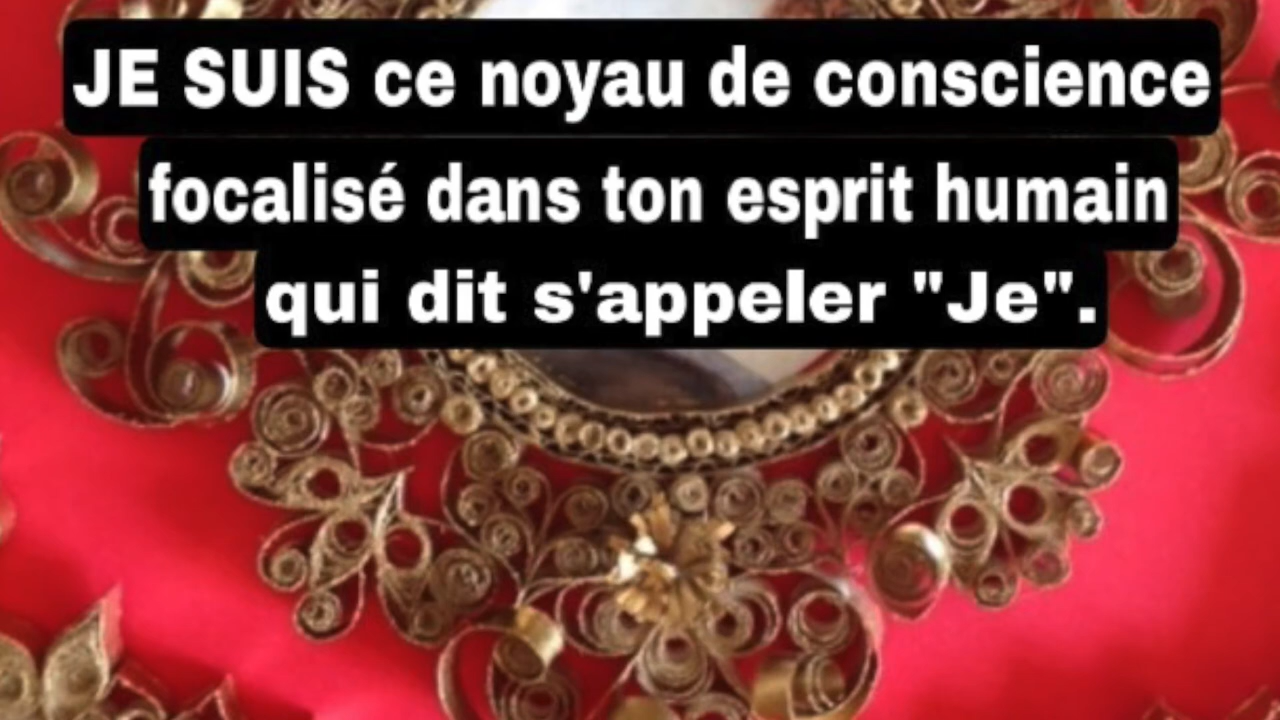 JE SUIS ce noyau de conscience
focalisé dans ton esprit humain
qui dit s'appeler "Je".